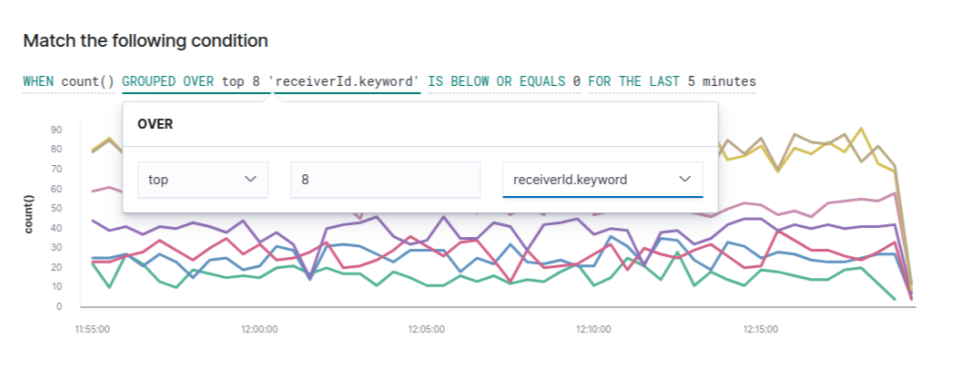 Match the following condition
WHEN count() GROUPED OVER top 8 'receiverId.keyword' IS BELOW OR EQUALS 0 FOR THE LAST 5 minutes
OVER
top 8 receiverId.keyword
count()
90
80
70
60
50
40
30
20
10
0
11:55:00 12:00:00 12:05:00 12:10:00 12:15:00